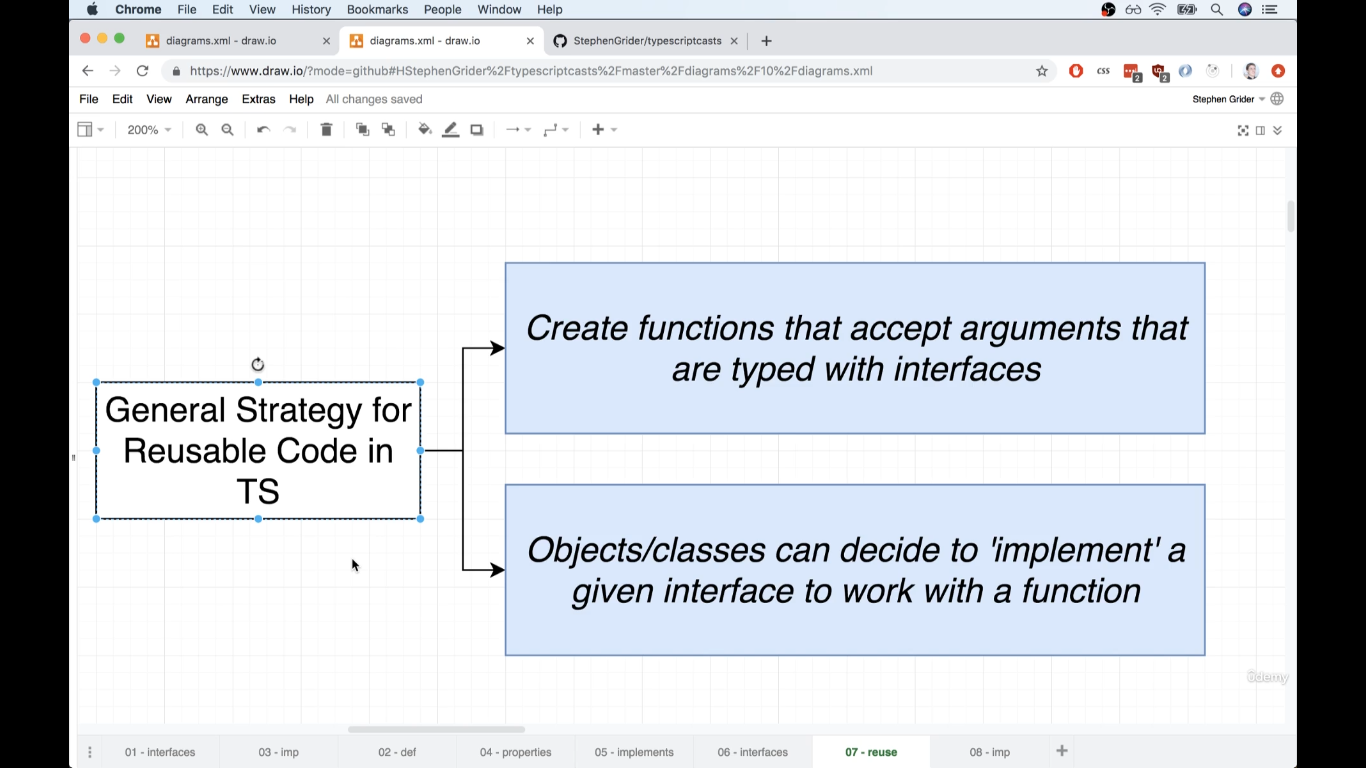 Chrome File Edit View History Bookmarks People Window Help
diagrams.xml - draw.io
diagrams.xml - draw.io
StephenGrider/typescriptcasts
https://www.draw.io/?mode=github#HStephenGrider%2Ftypescriptcasts%2Fmaster%2Fdiagrams%2F10%2Fdiagrams.xml
css
2
2
File Edit View Arrange Extras Help All changes saved
Stephen Grider
200%
Create functions that accept arguments that
are typed with interfaces
General Strategy for
Reusable Code in
TS
Objects/classes can decide to 'implement' a
given interface to work with a function
ûdemy
01 - interfaces
03 - imp
02 - def
04 - properties
05 - implements
06 - interfaces
07 - reuse
08 - imp